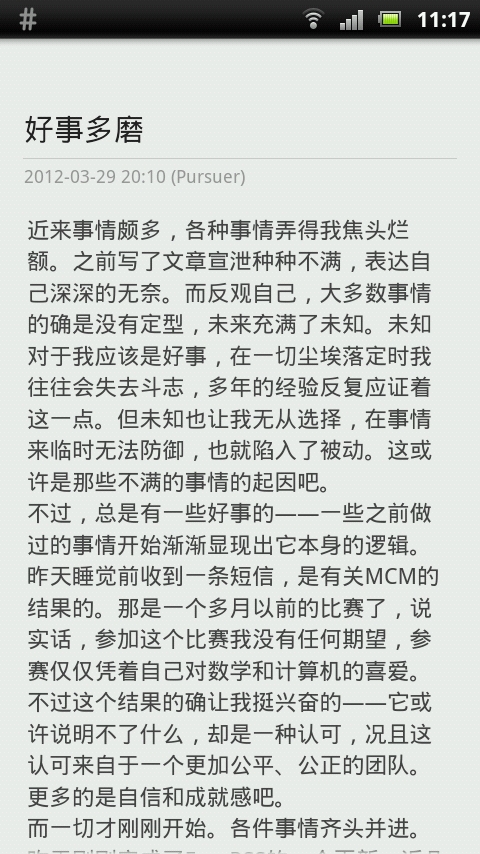 #
11:17
好事多磨
2012-03-29 20:10 (Pursuer)
近来事情颇多，各种事情弄得我焦头烂
额。之前写了文章宣泄种种不满，表达自
己深深的无奈。而反观自己，大多数事情
的确是没有定型，未来充满了未知。未知
对于我应该是好事，在一切尘埃落定时我
往往会失去斗志，多年的经验反复应证着
这一点。但未知也让我无从选择，在事情
来临时无法防御，也就陷入了被动。这或
许是那些不满的事情的起因吧。
不过，总是有一些好事的——一些之前做
过的事情开始渐渐显现出它本身的逻辑。
昨天睡觉前收到一条短信，是有关MCM的
结果的。那是一个多月以前的比赛了，说
实话，参加这个比赛我没有任何期望，参
赛仅仅凭着自己对数学和计算机的喜爱。
不过这个结果的确让我挺兴奋的——它或
许说明不了什么，却是一种认可，况且这
认可来自于一个更加公平、公正的团队。
更多的是自信和成就感吧。
而一切才刚刚开始。各件事情齐头并进。